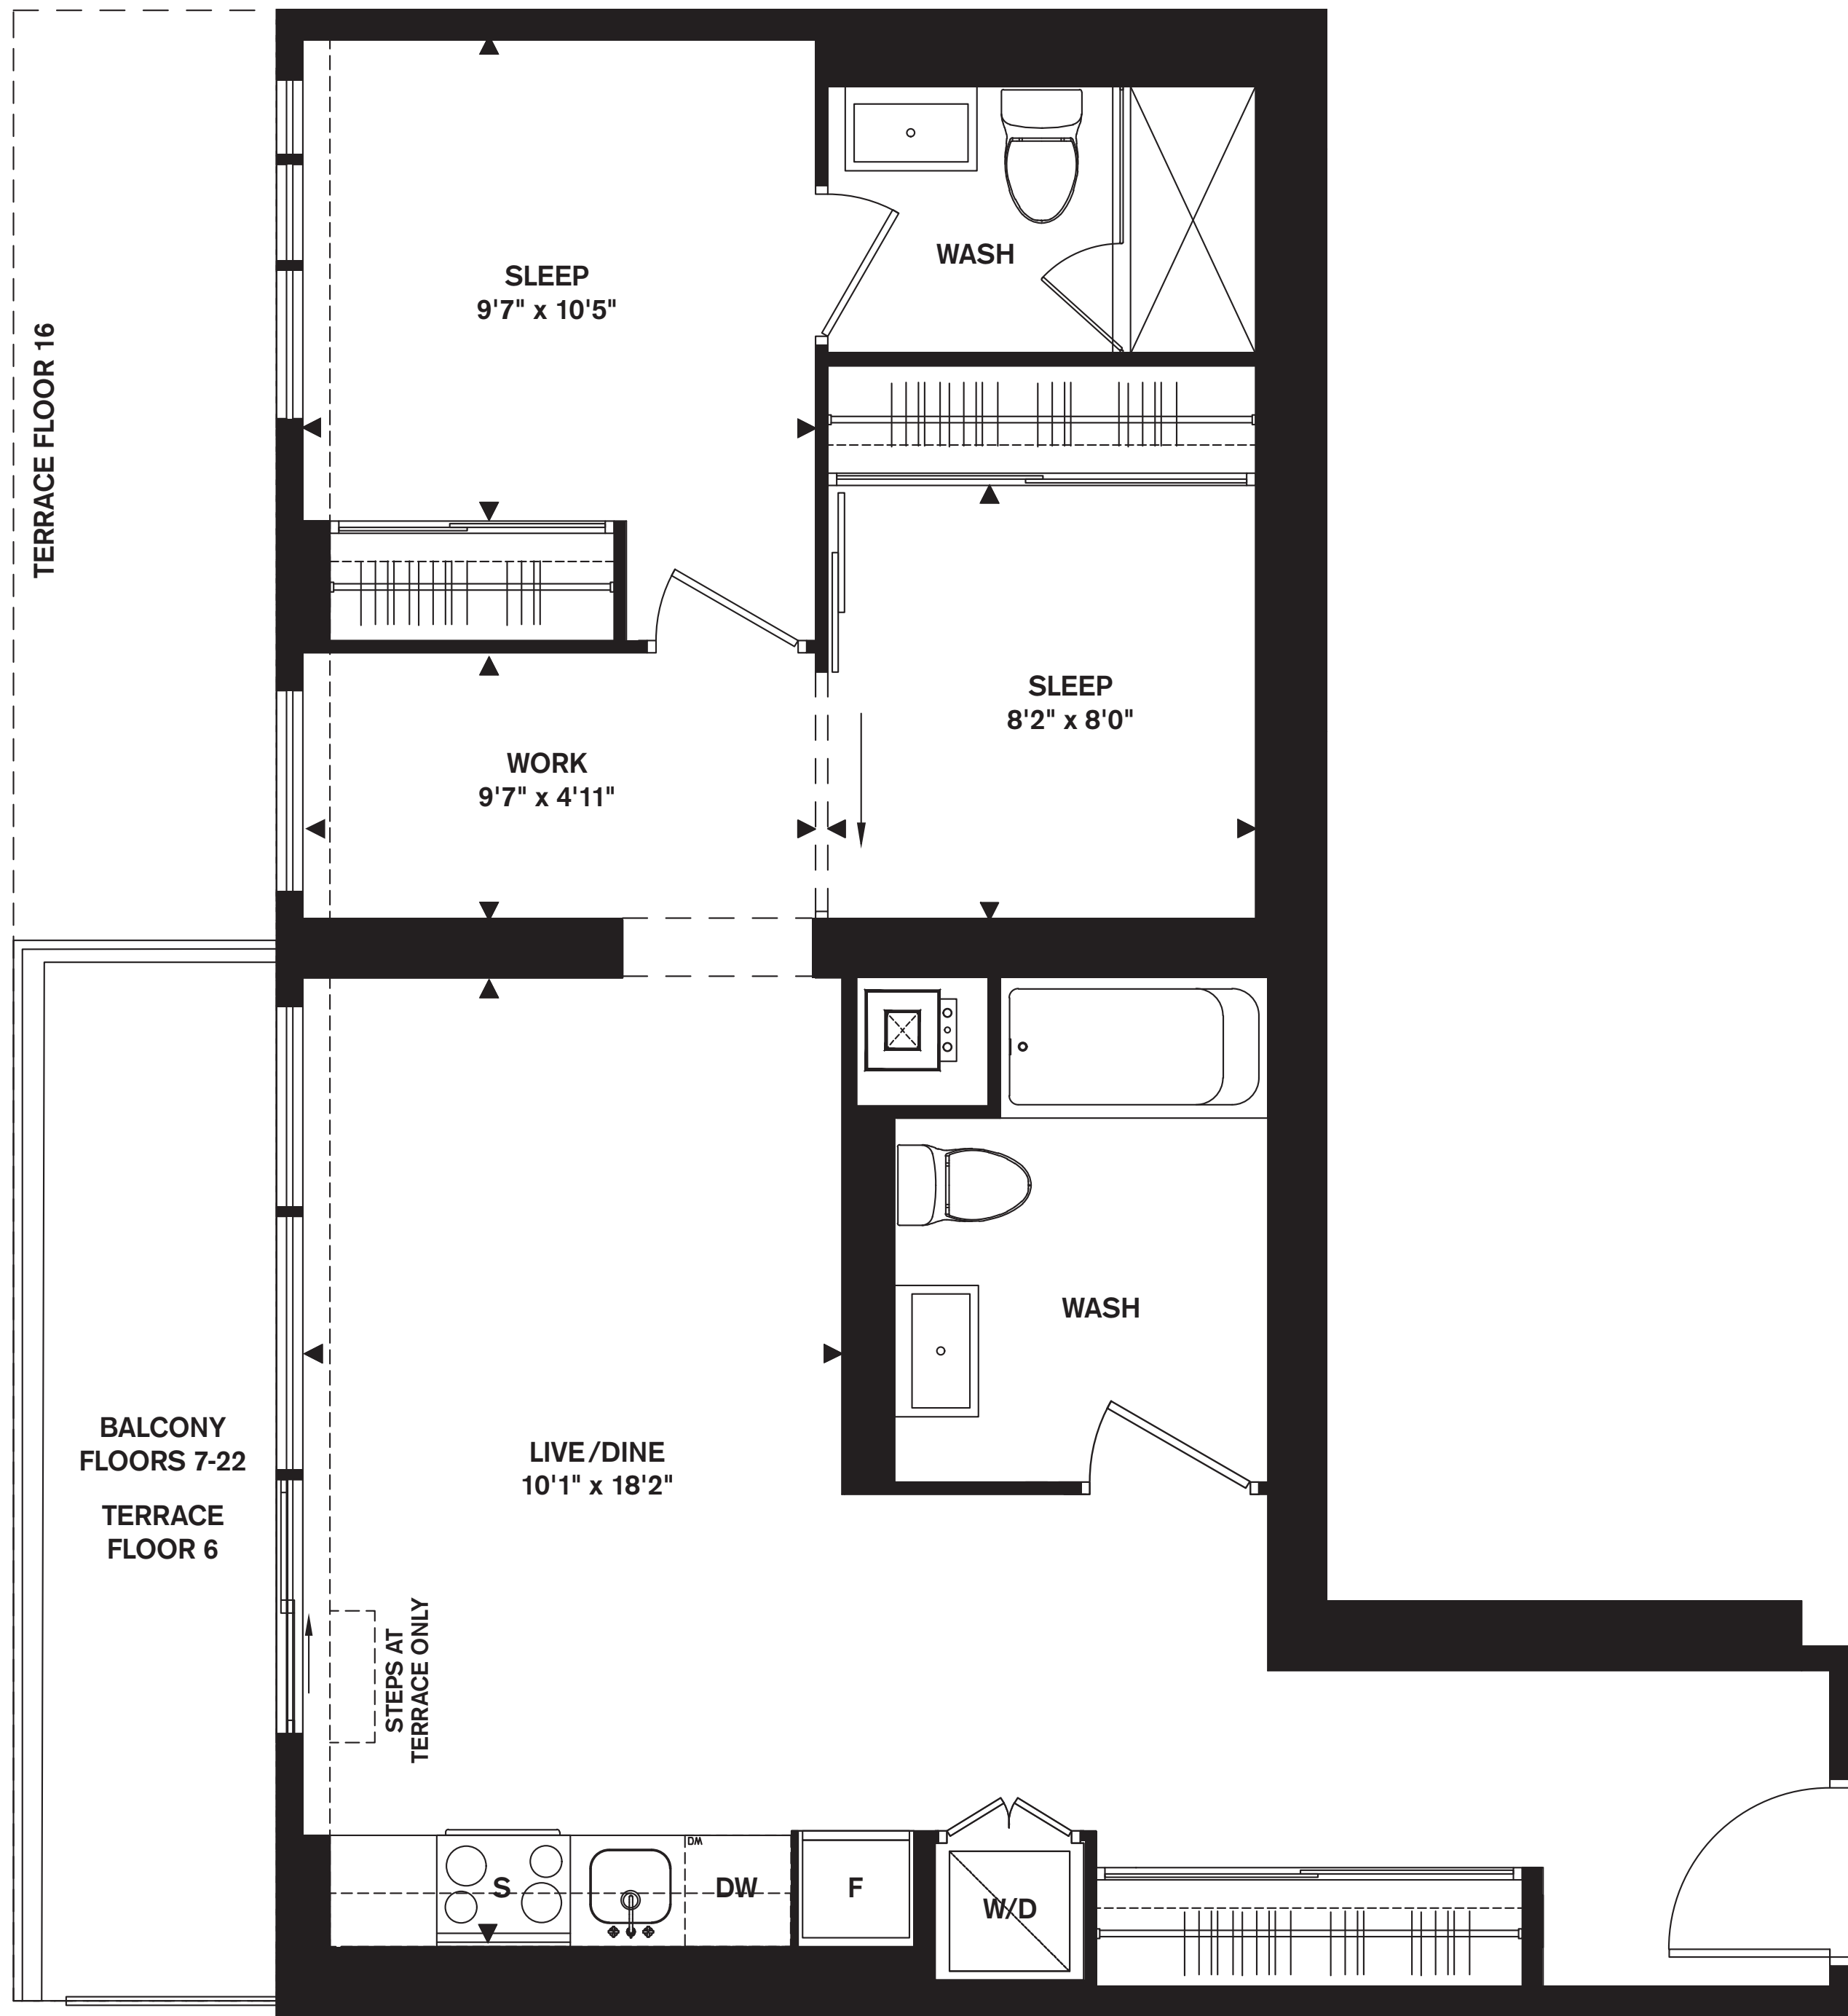 WASH
SLEEP
9'7" x 10'5"
TERRACE FLOOR 16
SLEEP
8'2" x 8'0"
WORK
9'7" x 4'11"
WASH
BALCONY
FLOORS 7-22
TERRACE
FLOOR 6
LIVE/DINE
10'1" x 18'2"
STEPS AT
TERRACE ONLY
DW
S
DW
F
W/D